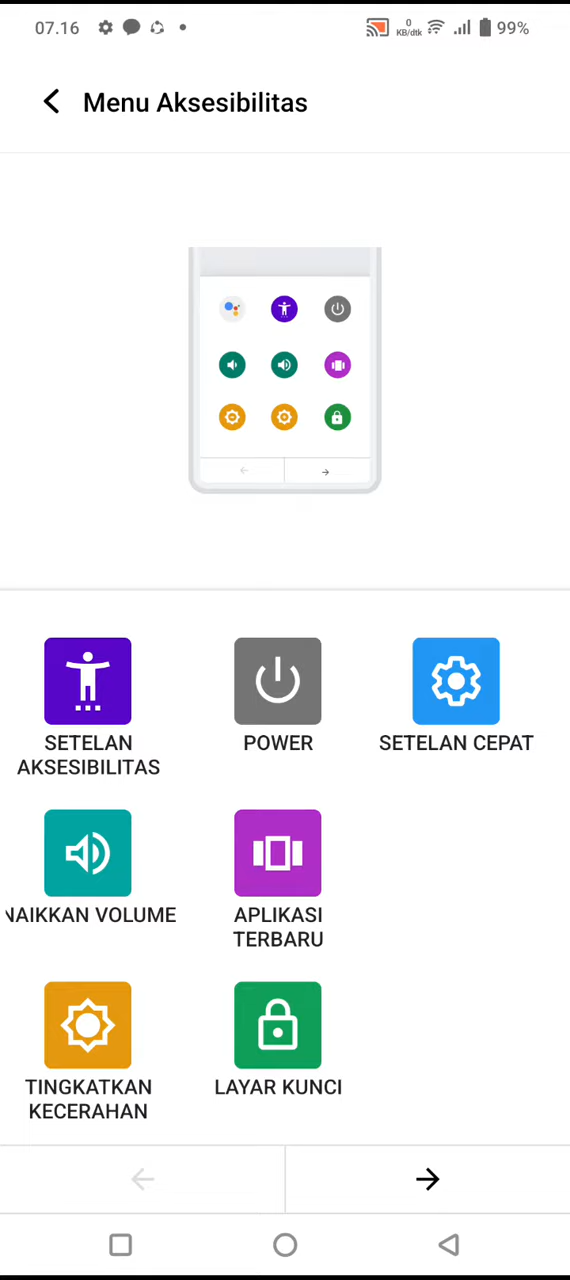 07.16
0
KB/dtk
99%
Menu Aksesibilitas
SETELAN
AKSESIBILITAS
POWER
SETELAN CEPAT
NAIKKAN VOLUME
APLIKASI
TERBARU
TINGKATKAN
KECERAHAN
LAYAR KUNCI